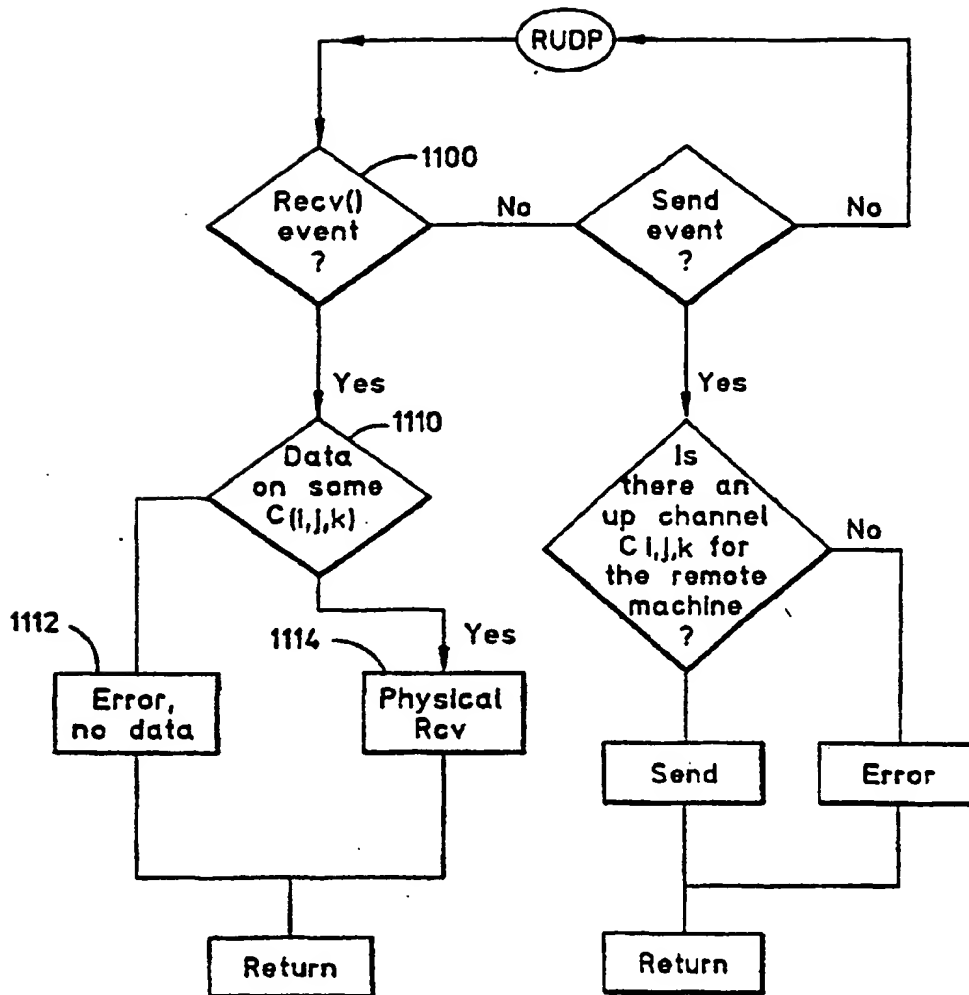 RUDP
1100
Recv()
event
?
No
Send
event
?
No
Yes
Yes
1110
Data
on some
C(i,j,k)
Is
there an
up channel
Ci,j,k for
the remote
machine
?
No
1112
1114
Yes
Error,
no data
Physical
Rcv
Send
Error
Return
Return